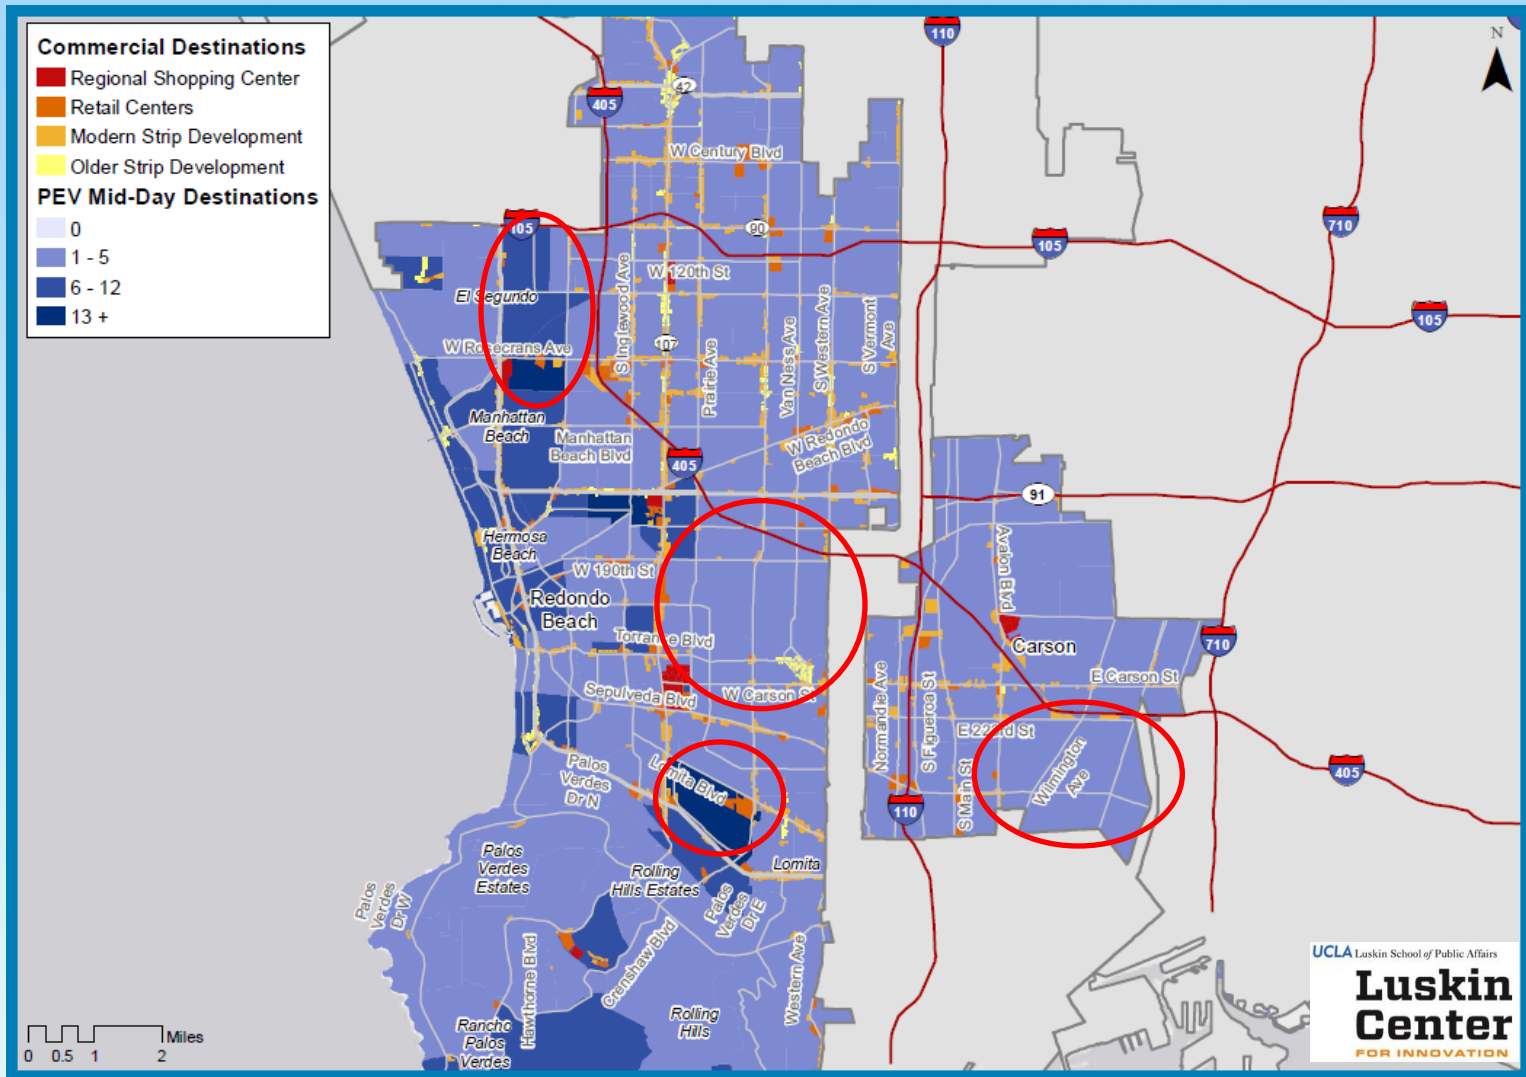 Commercial Destinations
Regional Shopping Center
Retail Centers
Modern Strip Development
Older Strip Development
PEV Mid-Day Destinations
0
1 - 5
6 - 12
13 +
N
110
405
42
W Century Blvd
105
90
710
105
W 120th St
El Segundo
S Inglewood Ave
105
W Rosecrans Ave
107
Prairie Ave
Van Ness Ave
S Western Ave
S Vermont
Ave
Manhattan
Beach
Manhattan
Beach Blvd
W Redondo
Beach Blvd
405
91
Hermosa
Beach
W 190th St
Avalon Blvd
Redondo
Beach
Torrance Blvd
Carson
710
E Carson St
Sepulveda Blvd
W Carson St
Normandie Ave
S Figueroa St
E 223rd St
S Main St
Wilmington
Ave
405
110
Palos
Verdes
Dr N
Lomita Blvd
Palos
Verdes
Estates
Rolling
Hills Estates
Lomita
Palos
Verdes
Dr W
Palos
Verdes
Dr E
Hawthorne Blvd
Crenshaw Blvd
Western Ave
Rolling
Hills
Rancho
Palos
Verdes
0 0.5 1 2
Miles
UCLA Luskin School of Public Affairs
Luskin
Center
FOR INNOVATION